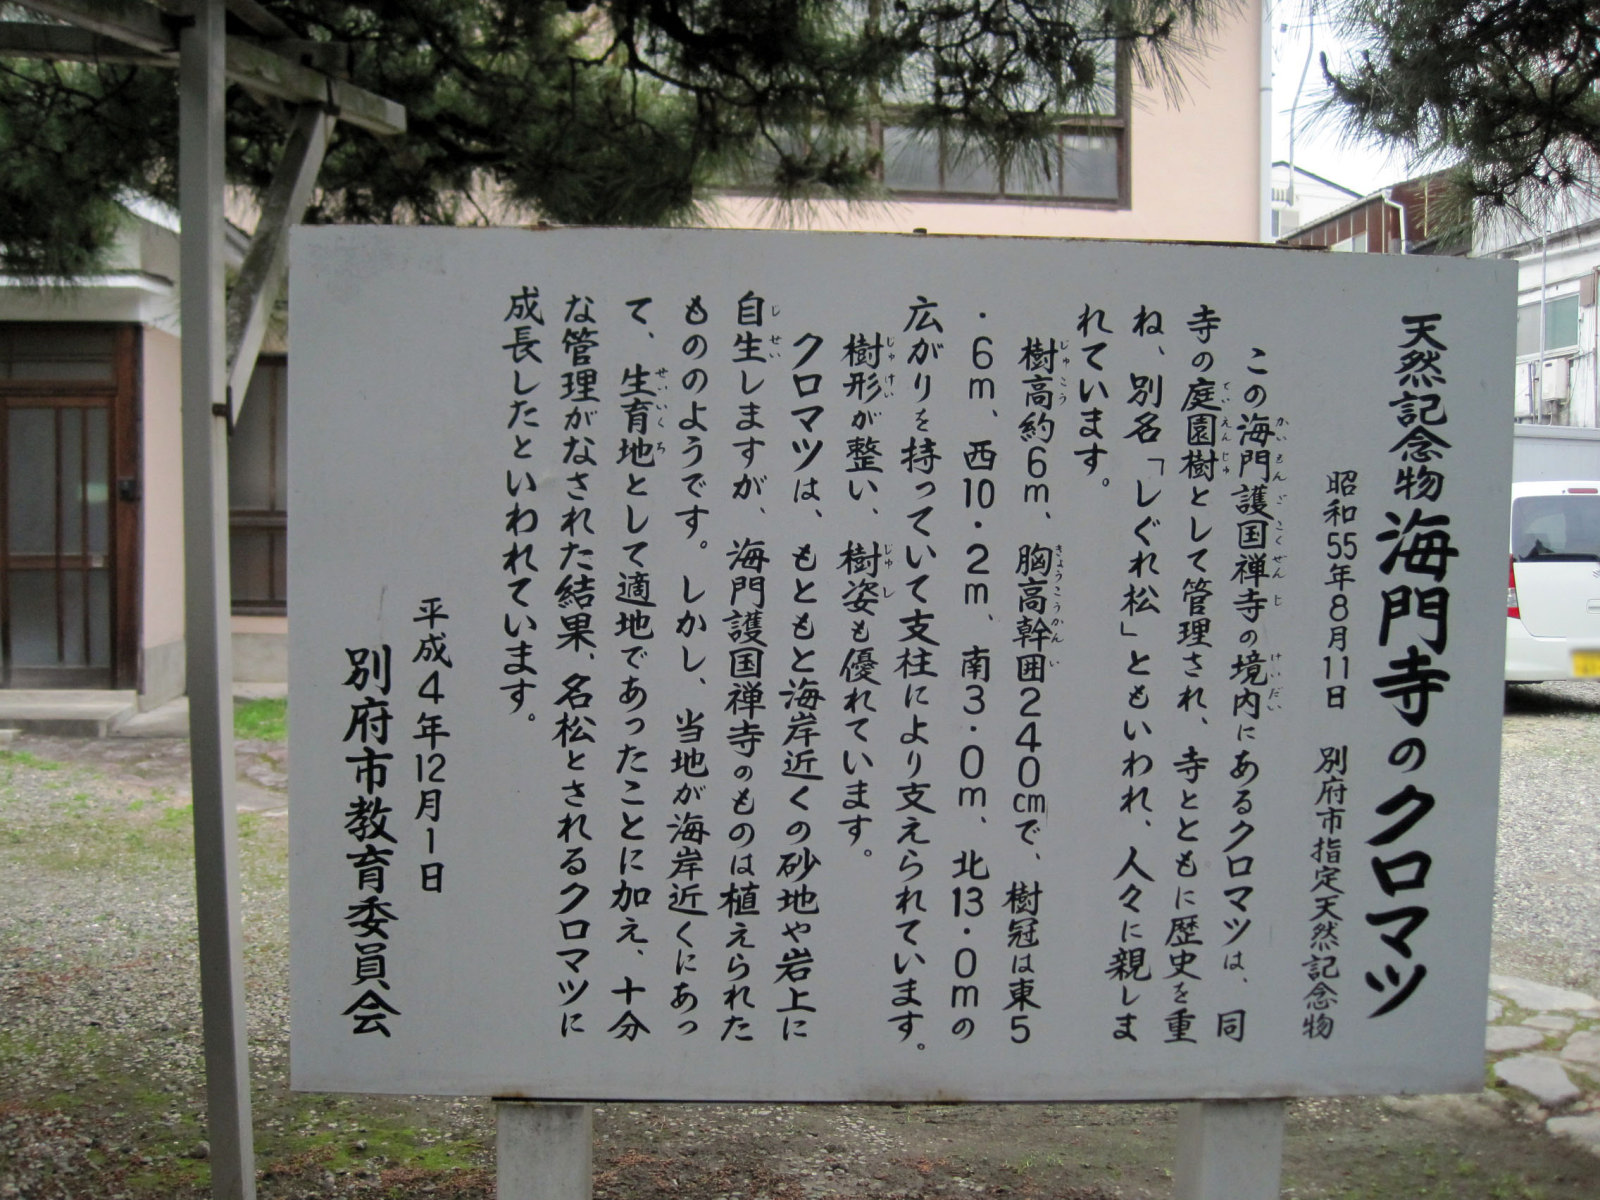 天然記念物 海門寺のクロマツ
昭和55年8月11日 別府市指定天然記念物
この海門護国禅寺の境内にあるクロマツは、同
寺の庭園樹として管理され、寺とともに歴史を重
ね、別名「しぐれ松」ともいわれ、人々に親しま
れています。
樹高約6m、胸高幹囲240cmで、樹冠は東5
・6m、西10・2m、南3・0m、北13・0mの
広がりを持っていて支柱により支えられています。
樹形が整い、樹姿も優れています。
クロマツは、もともと海岸近くの砂地や岩上に
自生しますが、海門護国禅寺のものは植えられた
もののようです。しかし、当地が海岸近くにあっ
て、生育地として適地であったことに加え、十分
な管理がなされた結果、名松とされるクロマツに
成長したといわれています。
平成4年12月1日
別府市教育委員会